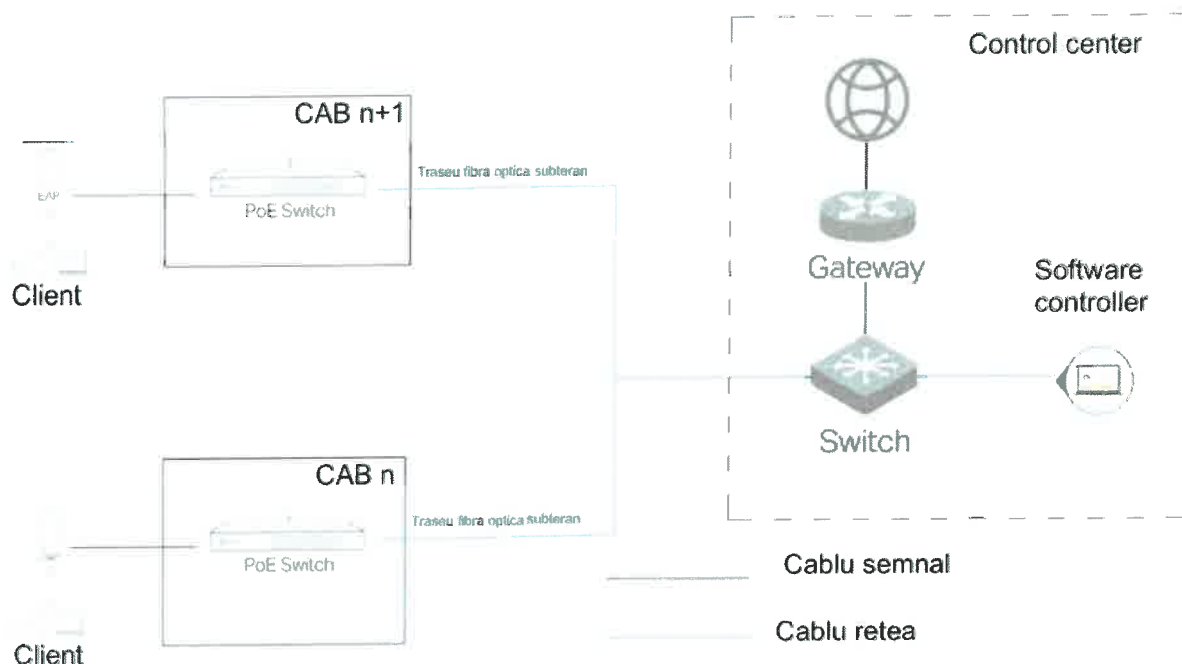 Control center
CAB n+1
Traseu fibra optica subteran
EAP
PoE Switch
Client
Gateway
Software
controller
Switch
CAB n
Traseu fibra optica subteran
PoE Switch
Client
Cablu semnal
Cablu retea